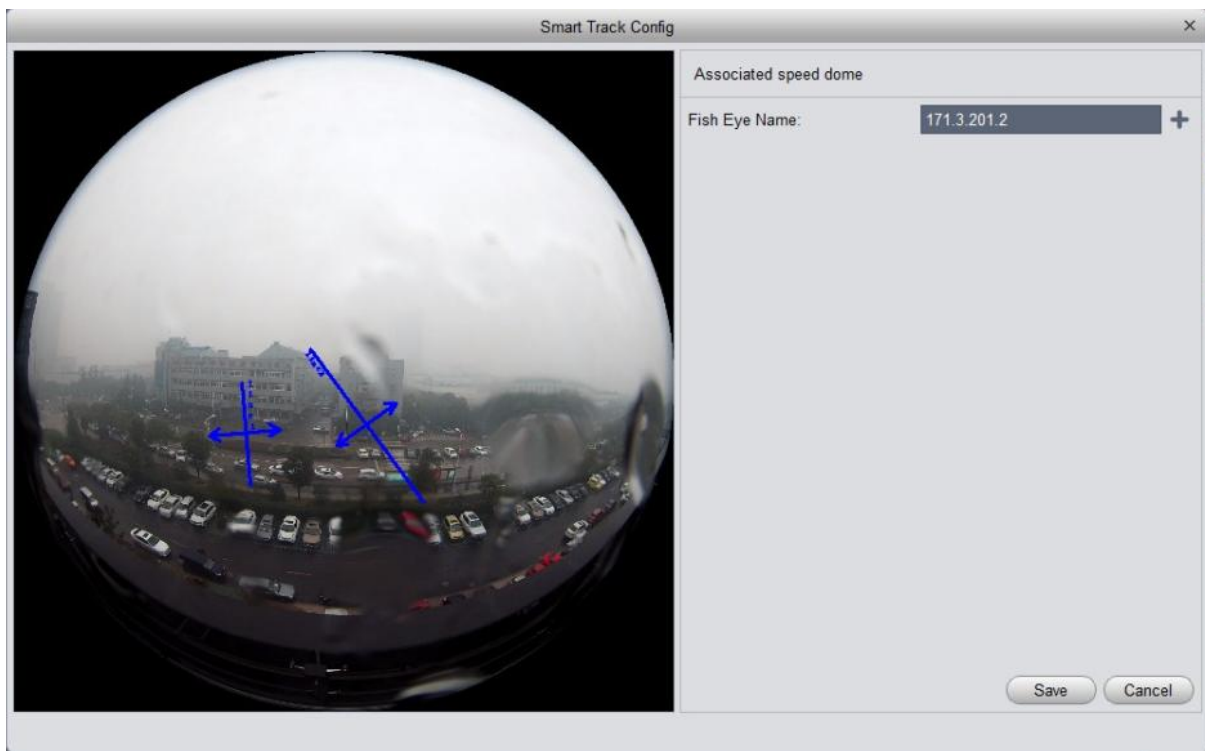 Smart Track Config
Associated speed dome
Fish Eye Name:
171.3.201.2
Save
Cancel